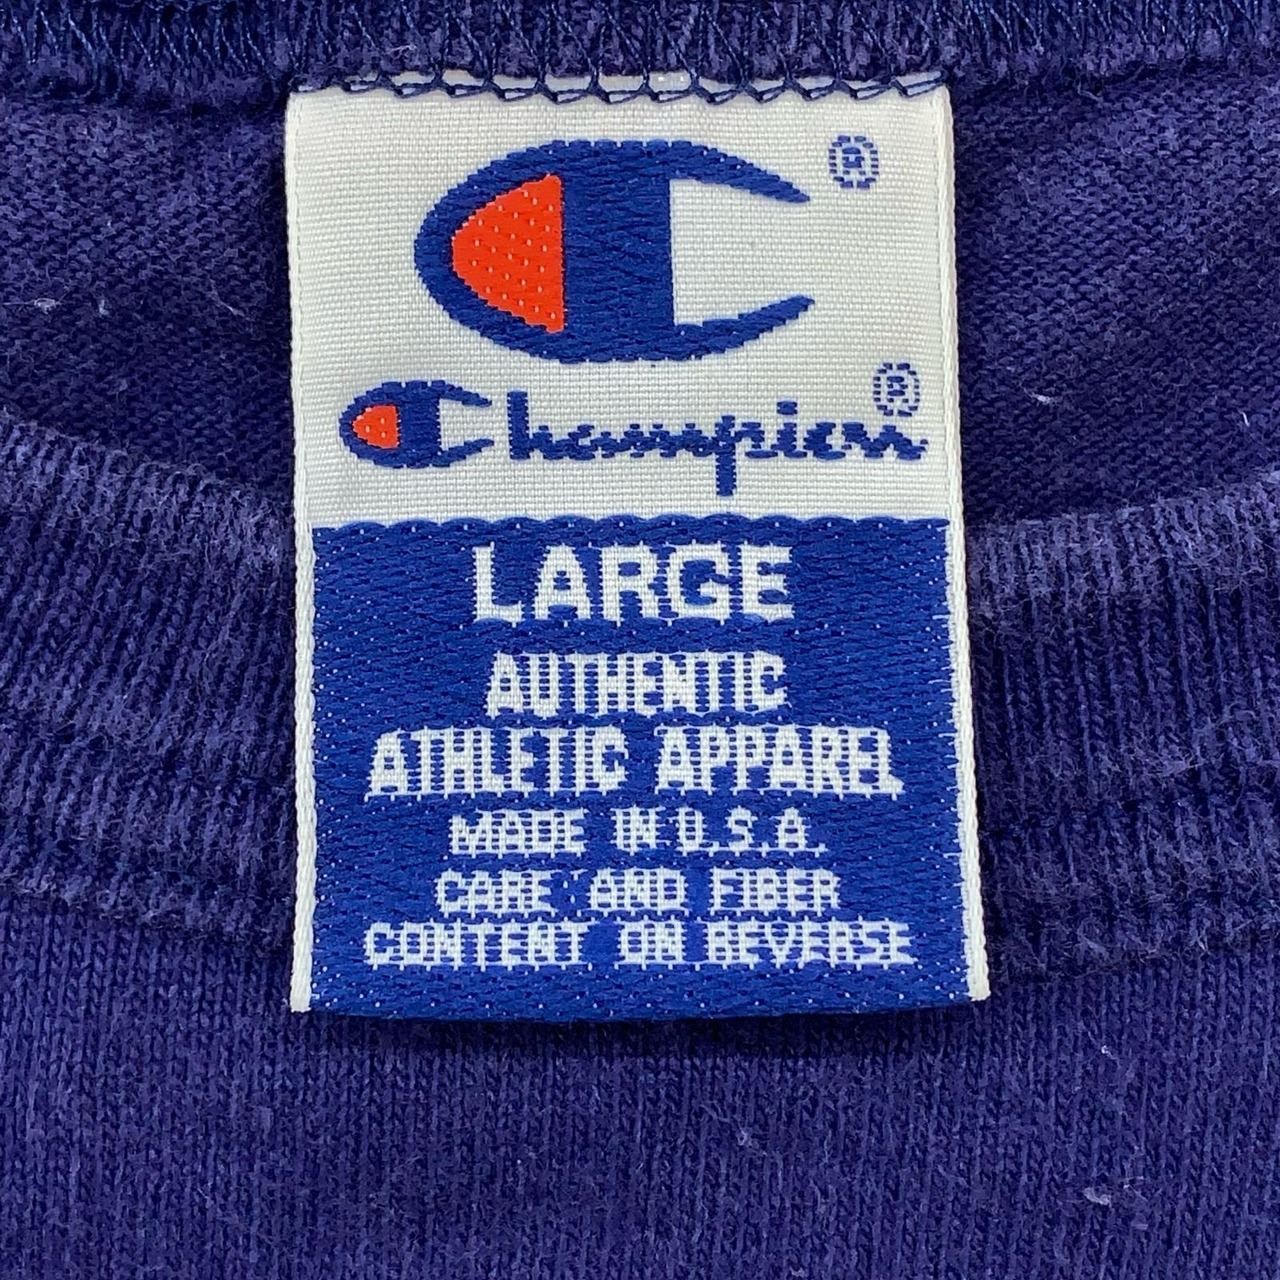 ®
Champion®
LARGE
AUTHENTIC
ATHLETIC APPAREL
MADE IN U.S.A.
CARE AND FIBER
CONTENT ON REVERSE